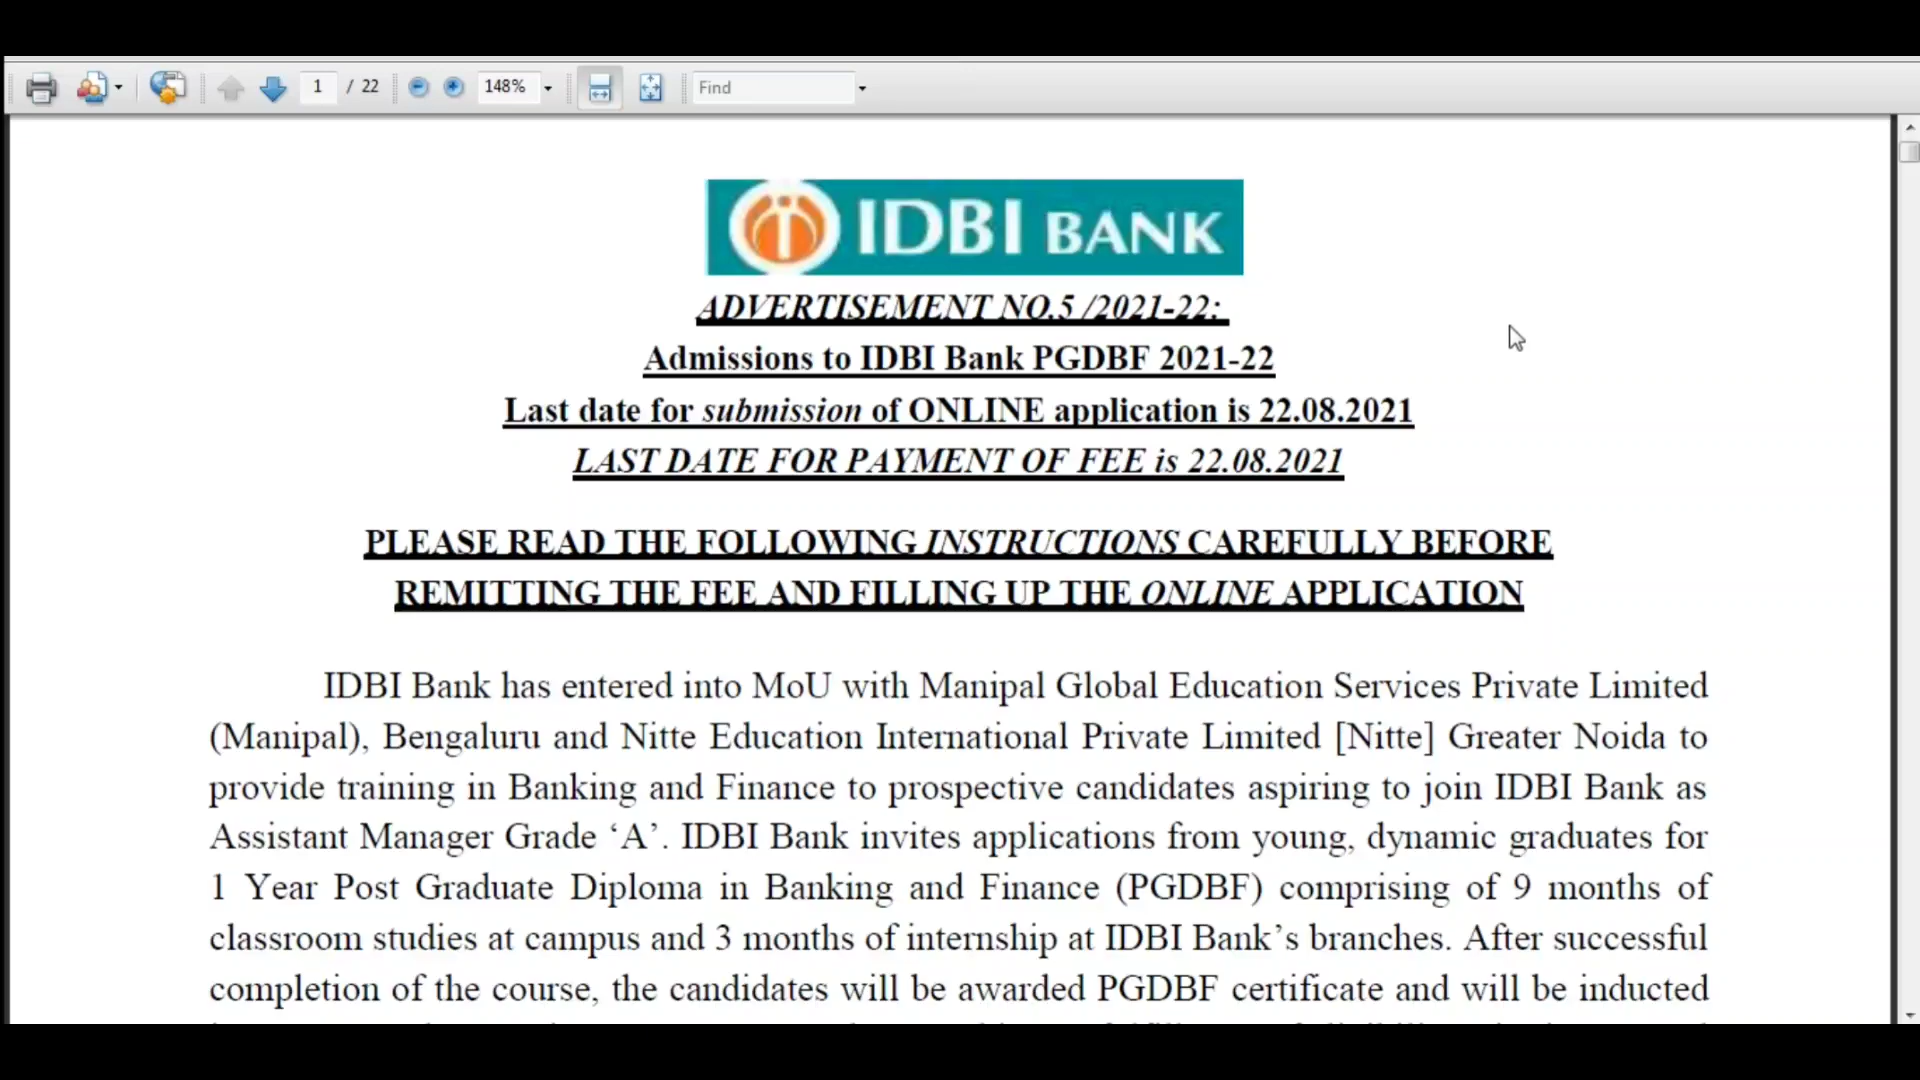 1 / 22 148% Find
IDBI BANK
ADVERTISEMENT NO.5 /2021-22:
Admissions to IDBI Bank PGDBF 2021-22
Last date for submission of ONLINE application is 22.08.2021
LAST DATE FOR PAYMENT OF FEE is 22.08.2021
PLEASE READ THE FOLLOWING INSTRUCTIONS CAREFULLY BEFORE
REMITTING THE FEE AND FILLING UP THE ONLINE APPLICATION
IDBI Bank has entered into MoU with Manipal Global Education Services Private Limited
(Manipal), Bengaluru and Nitte Education International Private Limited [Nitte] Greater Noida to
provide training in Banking and Finance to prospective candidates aspiring to join IDBI Bank as
Assistant Manager Grade ‘A’. IDBI Bank invites applications from young, dynamic graduates for
1 Year Post Graduate Diploma in Banking and Finance (PGDBF) comprising of 9 months of
classroom studies at campus and 3 months of internship at IDBI Bank’s branches. After successful
completion of the course, the candidates will be awarded PGDBF certificate and will be inducted